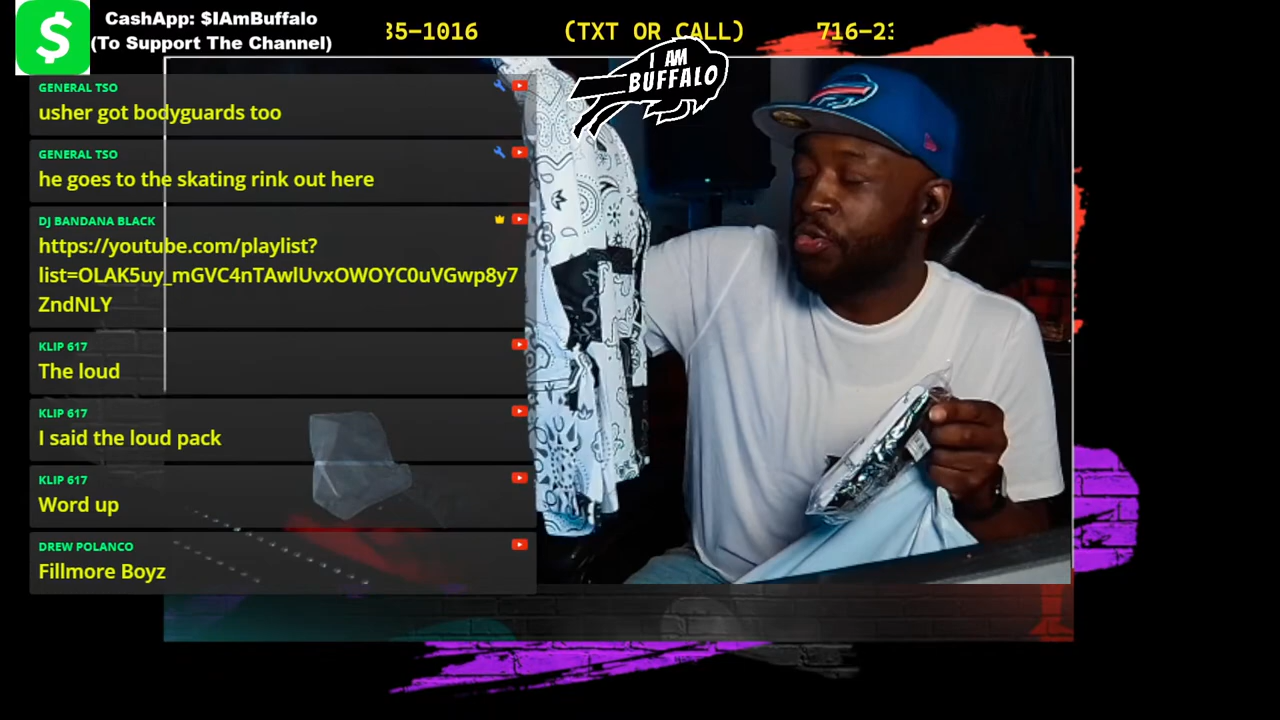 CashApp: $IAmBuffalo
(To Support The Channel)
35-1016 (TXT OR CALL) 716-23
I AM
BUFFALO
GENERAL TSO
usher got bodyguards too
GENERAL TSO
he goes to the skating rink out here
DJ BANDANA BLACK
https://youtube.com/playlist?
list=OLAK5uy_mGVC4nTAwlUvxOWOYC0uVGwp8y7
ZndNLY
KLIP 617
The loud
KLIP 617
I said the loud pack
KLIP 617
Word up
DREW POLANCO
Fillmore Boyz